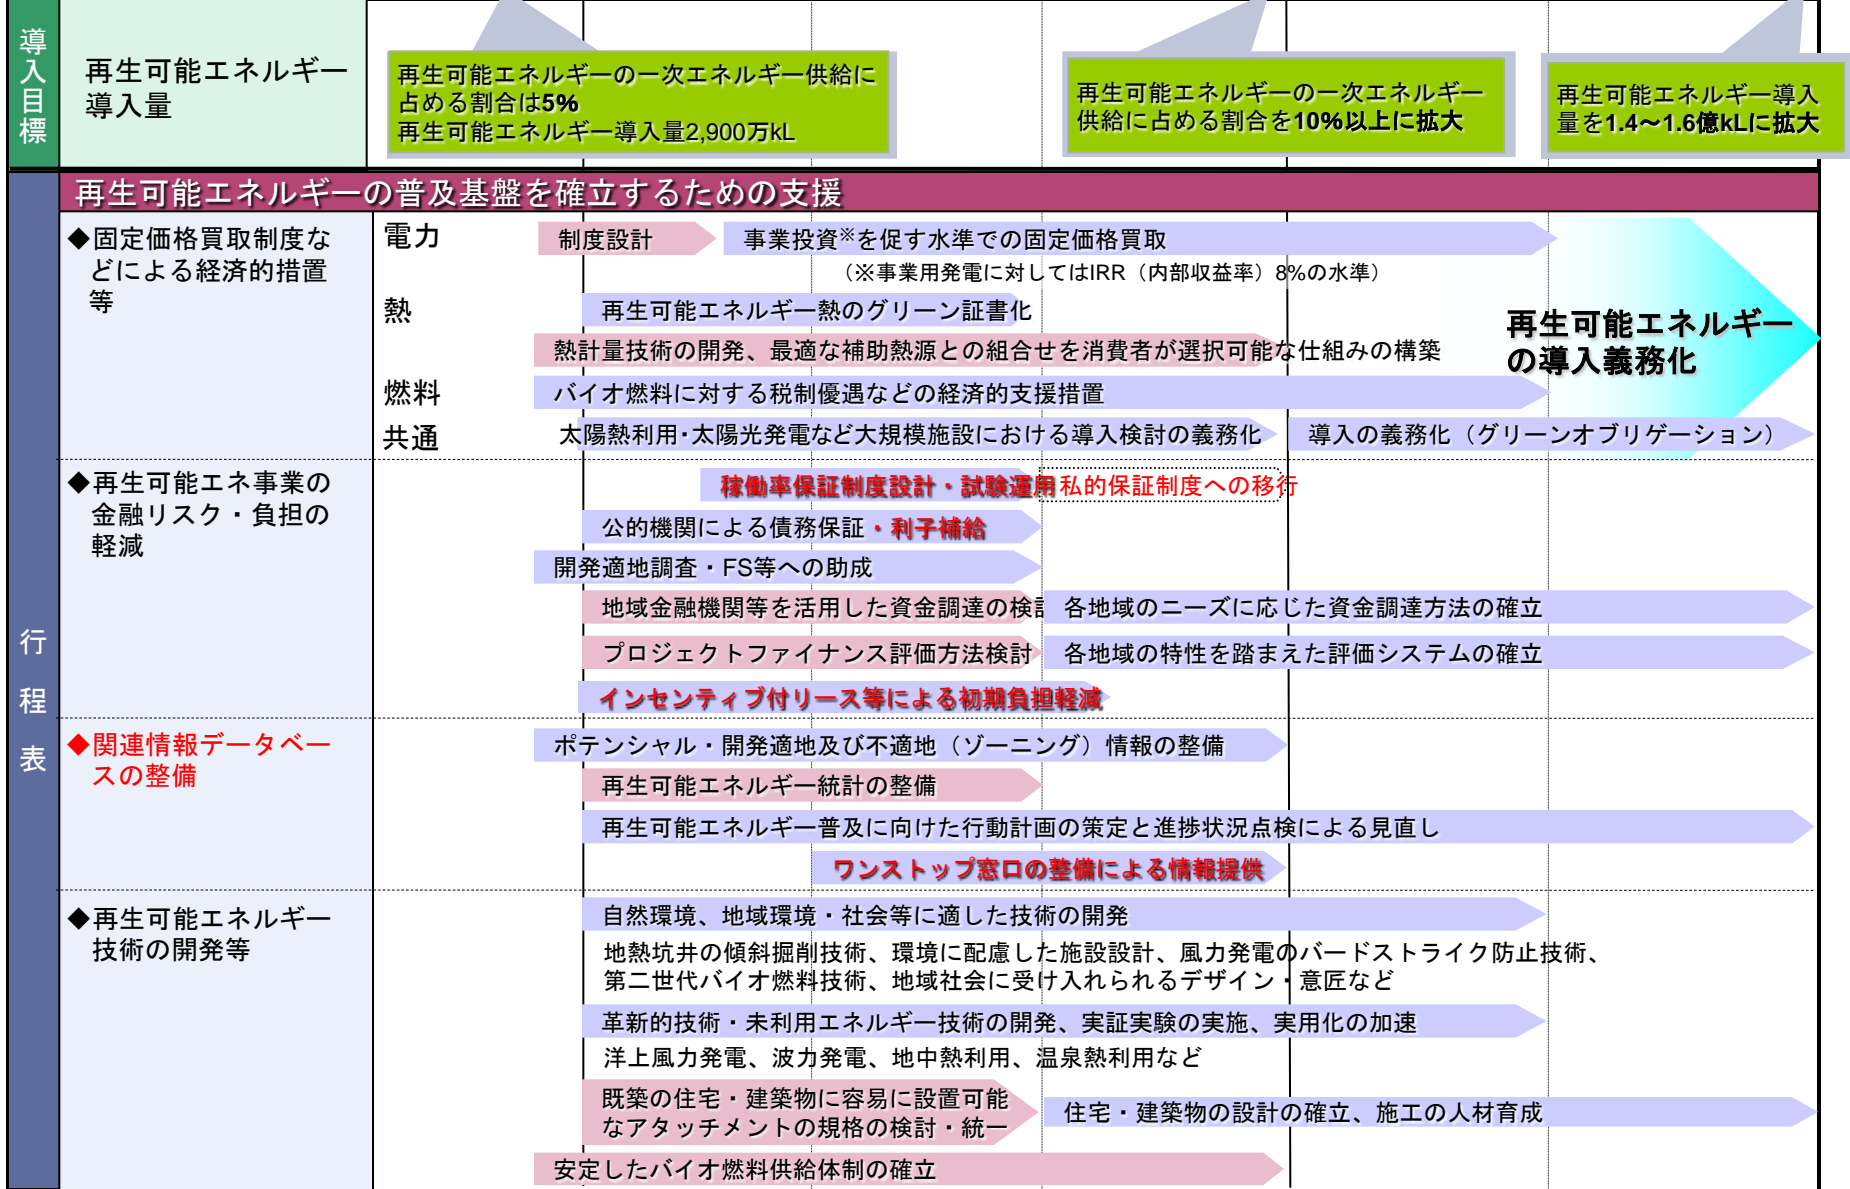 導入目標
再生可能エネルギー
導入量
再生可能エネルギーの一次エネルギー供給に
占める割合は5%
再生可能エネルギー導入量2,900万kL
再生可能エネルギーの一次エネルギー
供給に占める割合を10%以上に拡大
再生可能エネルギー導入
量を1.4～1.6億kLに拡大
行程表
再生可能エネルギーの普及基盤を確立するための支援
◆固定価格買取制度な
どによる経済的措置
等
電力
制度設計
事業投資※を促す水準での固定価格買取
（※事業用発電に対してはIRR（内部収益率）8%の水準）
熱
再生可能エネルギー熱のグリーン証書化
熱計量技術の開発、最適な補助熱源との組合せを消費者が選択可能な仕組みの構築
燃料
バイオ燃料に対する税制優遇などの経済的支援措置
共通
太陽熱利用・太陽光発電など大規模施設における導入検討の義務化
導入の義務化（グリーンオブリゲーション）
再生可能エネルギー
の導入義務化
◆再生可能エネ事業の
金融リスク・負担の
軽減
稼働率保証制度設計・試験運用
私的保証制度への移行
公的機関による債務保証・利子補給
開発適地調査・FS等への助成
地域金融機関等を活用した資金調達の検討
各地域のニーズに応じた資金調達方法の確立
プロジェクトファイナンス評価方法検討
各地域の特性を踏まえた評価システムの確立
インセンティブ付リース等による初期負担軽減
◆関連情報データベー
スの整備
ポテンシャル・開発適地及び不適地（ゾーニング）情報の整備
再生可能エネルギー統計の整備
再生可能エネルギー普及に向けた行動計画の策定と進捗状況点検による見直し
ワンストップ窓口の整備による情報提供
◆再生可能エネルギー
技術の開発等
自然環境、地域環境・社会等に適した技術の開発
地熱坑井の傾斜掘削技術、環境に配慮した施設設計、風力発電のバードストライク防止技術、
第二世代バイオ燃料技術、地域社会に受け入れられるデザイン・意匠など
革新的技術・未利用エネルギー技術の開発、実証実験の実施、実用化の加速
洋上風力発電、波力発電、地中熱利用、温泉熱利用など
既築の住宅・建築物に容易に設置可能
なアタッチメントの規格の検討・統一
住宅・建築物の設計の確立、施工の人材育成
安定したバイオ燃料供給体制の確立